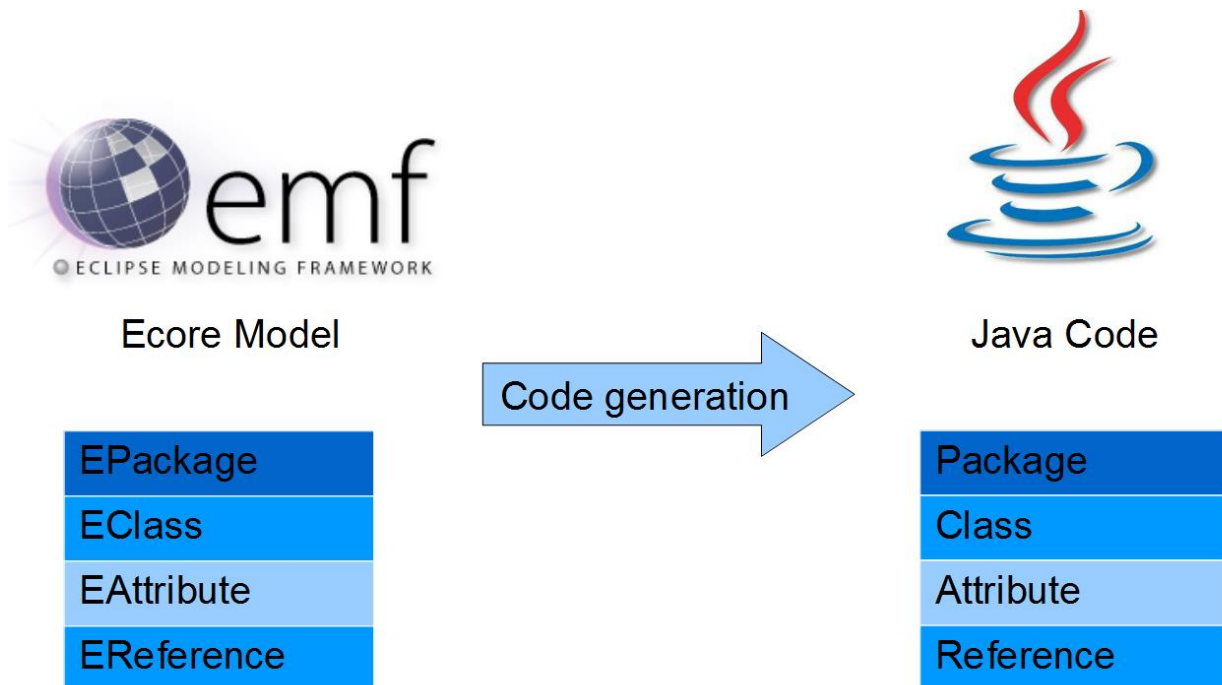 emf
ECLIPSE MODELING FRAMEWORK
Ecore Model
Java Code
Code generation
EPackage
EClass
EAttribute
EReference
Package
Class
Attribute
Reference